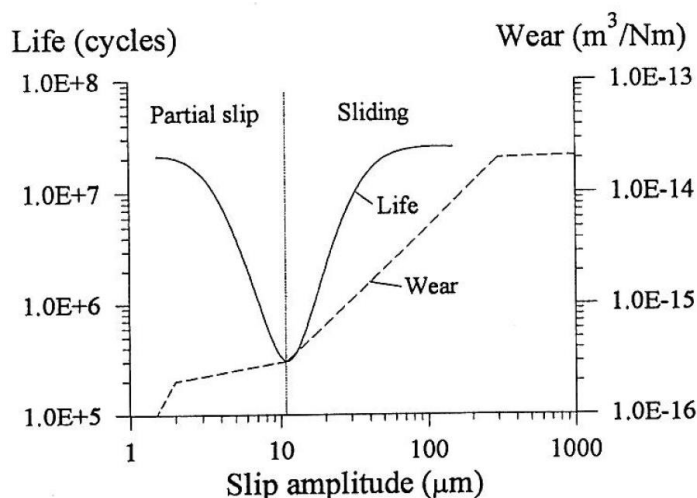 Life (cycles)
Wear (m³/Nm)
1.0E+8
1.0E-13
Partial slip
Sliding
1.0E+7
1.0E-14
Life
1.0E+6
Wear
1.0E-15
1.0E+5
1.0E-16
1
10
100
1000
Slip amplitude (μm)